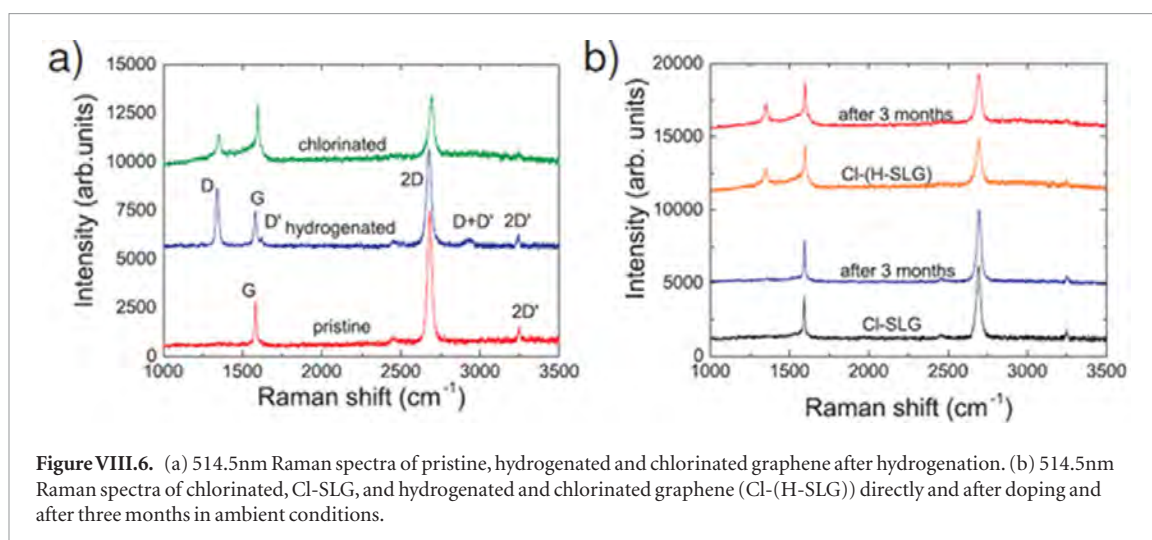 a)
15000
12500
10000
7500
5000
2500
0
Intensity (arb.units)
chlorinated
D
G
D'
hydrogenated
2D
D+D'
2D'
G
pristine
2D'
1000 1500 2000 2500 3000 3500
Raman shift (cm-1)
b)
20000
15000
10000
5000
0
Intensity (arb. units)
after 3 months
Cl-(H-SLG)
after 3 months
Cl-SLG
1000 1500 2000 2500 3000 3500
Raman shift (cm-1)
Figure VIII.6. (a) 514.5nm Raman spectra of pristine, hydrogenated and chlorinated graphene after hydrogenation. (b) 514.5nm
Raman spectra of chlorinated, Cl-SLG, and hydrogenated and chlorinated graphene (Cl-(H-SLG)) directly and after doping and
after three months in ambient conditions.